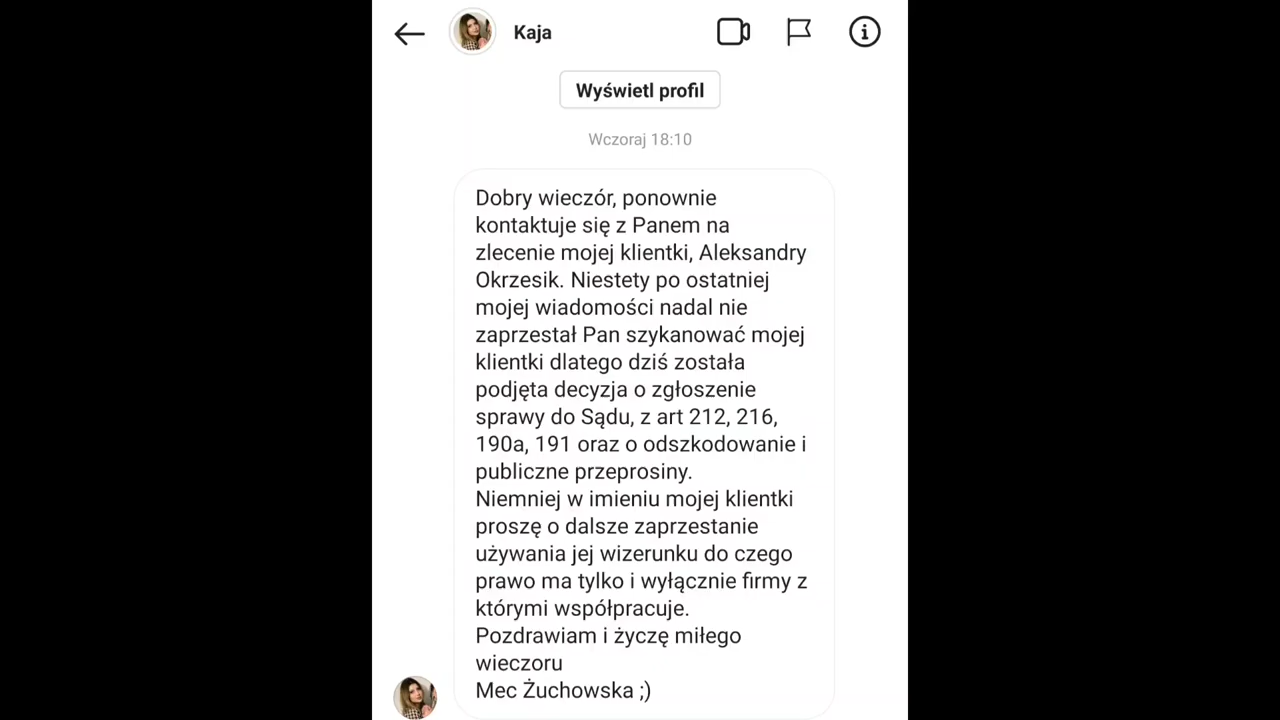 Kaja
Wyświetl profil
Wczoraj 18:10
Dobry wieczór, ponownie
kontaktuje się z Panem na
zlecenie mojej klientki, Aleksandry
Okrzesik. Niestety po ostatniej
mojej wiadomości nadal nie
zaprzestał Pan szykanować mojej
klientki dlatego dziś została
podjęta decyzja o zgłoszenie
sprawy do Sądu, z art 212, 216,
190a, 191 oraz o odszkodowanie i
publiczne przeprosiny.
Niemniej w imieniu mojej klientki
proszę o dalsze zaprzestanie
używania jej wizerunku do czego
prawo ma tylko i wyłącznie firmy z
którymi współpracuje.
Pozdrawiam i życzę miłego
wieczoru
Mec Żuchowska ;)